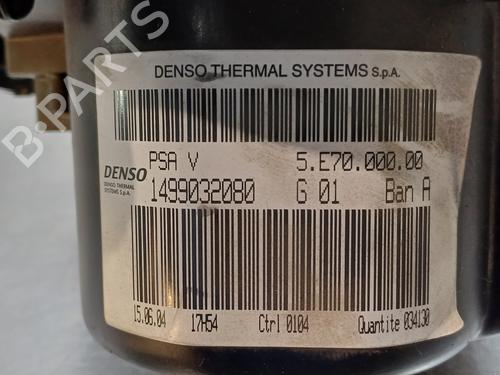 B-PARTS
DENSO THERMAL SYSTEMS S.p.A.
PSA V 5.E70.000.00
DENSO
DENSO THERMAL
SYSTEMS S.p.A.
1499032080 G 01 Ban A
15.06.04 17H54 Ctrl 0104 Quantite 034130